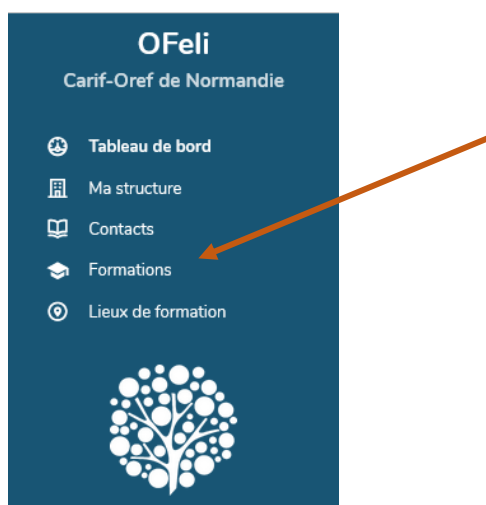 OFeli
Carif-Oref de Normandie
Tableau de bord
Ma structure
Contacts
Formations
Lieux de formation